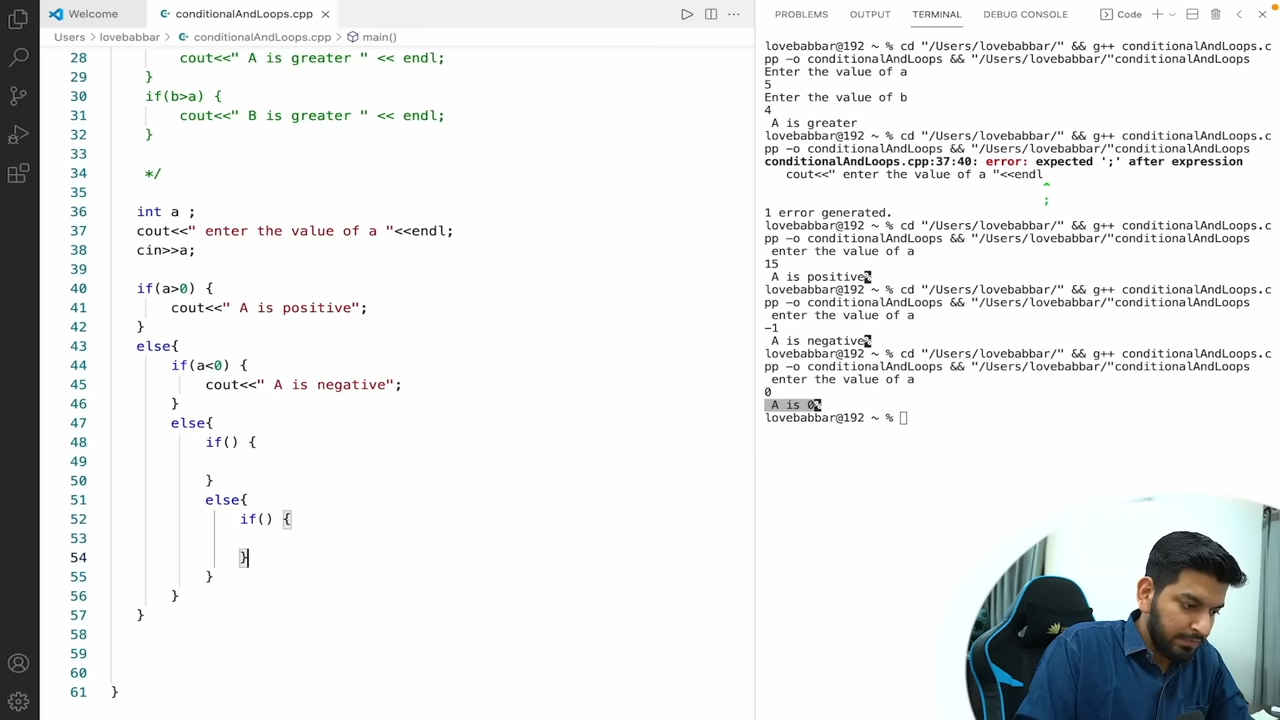 Welcome
conditionalAndLoops.cpp
Users > lovebabbar > conditionalAndLoops.cpp > main()
28 cout<<" A is greater " << endl;
29 }
30 if(b>a) {
31 cout<<" B is greater " << endl;
32 }
33
34 */
35
36 int a ;
37 cout<<" enter the value of a "<<endl;
38 cin>>a;
39
40 if(a>0) {
41 cout<<" A is positive";
42 }
43 else{
44 if(a<0) {
45 cout<<" A is negative";
46 }
47 else{
48 if() {
49
50 }
51 else{
52 if() {
53
54 }
55 }
56 }
57 }
58
59
60
61 }
PROBLEMS OUTPUT TERMINAL DEBUG CONSOLE Code
lovebabbar@192 ~ % cd "/Users/lovebabbar/" && g++ conditionalAndLoops.c
pp -o conditionalAndLoops && "/Users/lovebabbar/"conditionalAndLoops
Enter the value of a
5
Enter the value of b
4
A is greater
lovebabbar@192 ~ % cd "/Users/lovebabbar/" && g++ conditionalAndLoops.c
pp -o conditionalAndLoops && "/Users/lovebabbar/"conditionalAndLoops
conditionalAndLoops.cpp:37:40: error: expected ';' after expression
cout<<" enter the value of a "<<endl
^
;
1 error generated.
lovebabbar@192 ~ % cd "/Users/lovebabbar/" && g++ conditionalAndLoops.c
pp -o conditionalAndLoops && "/Users/lovebabbar/"conditionalAndLoops
enter the value of a
15
A is positive%
lovebabbar@192 ~ % cd "/Users/lovebabbar/" && g++ conditionalAndLoops.c
pp -o conditionalAndLoops && "/Users/lovebabbar/"conditionalAndLoops
enter the value of a
-1
A is negative%
lovebabbar@192 ~ % cd "/Users/lovebabbar/" && g++ conditionalAndLoops.c
pp -o conditionalAndLoops && "/Users/lovebabbar/"conditionalAndLoops
enter the value of a
0
A is 0%
lovebabbar@192 ~ %